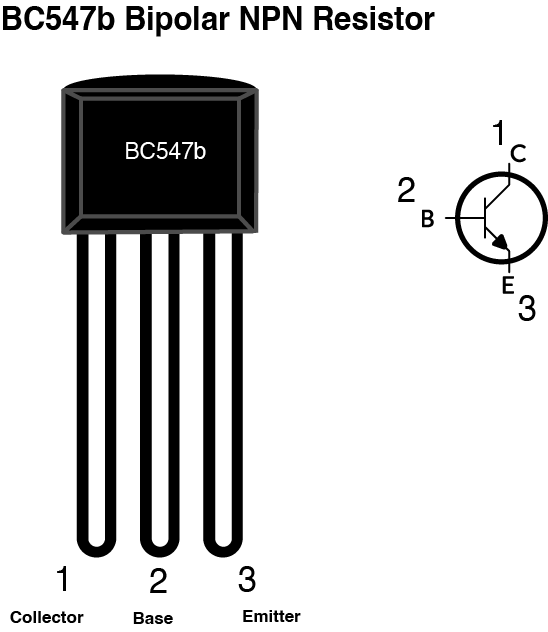 BC547b Bipolar NPN Resistor
BC547b
1
C
2
B
E
3
1 2 3
Collector Base Emitter